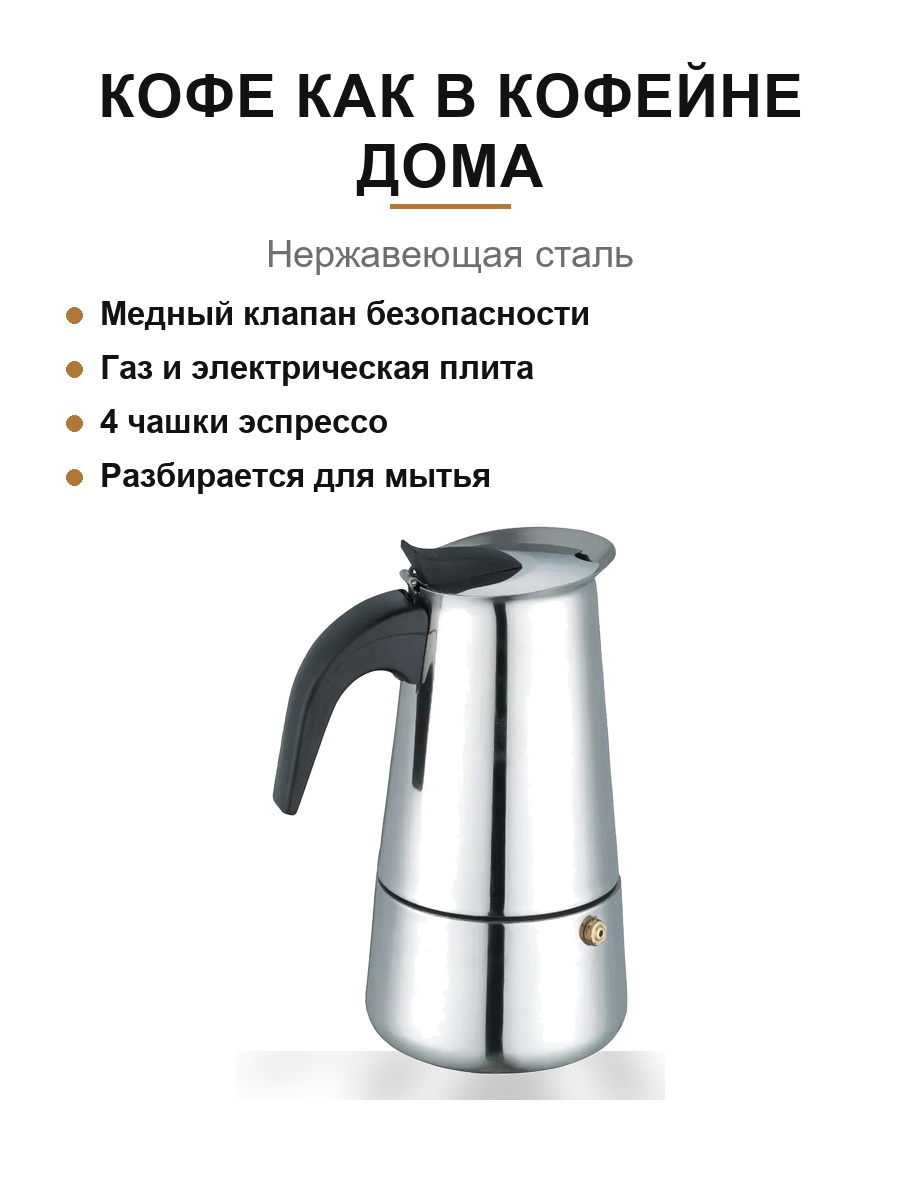 КОФЕ КАК В КОФЕЙНЕ
ДОМА
Нержавеющая сталь
Медный клапан безопасности
Газ и электрическая плита
4 чашки эспрессо
Разбирается для мытья